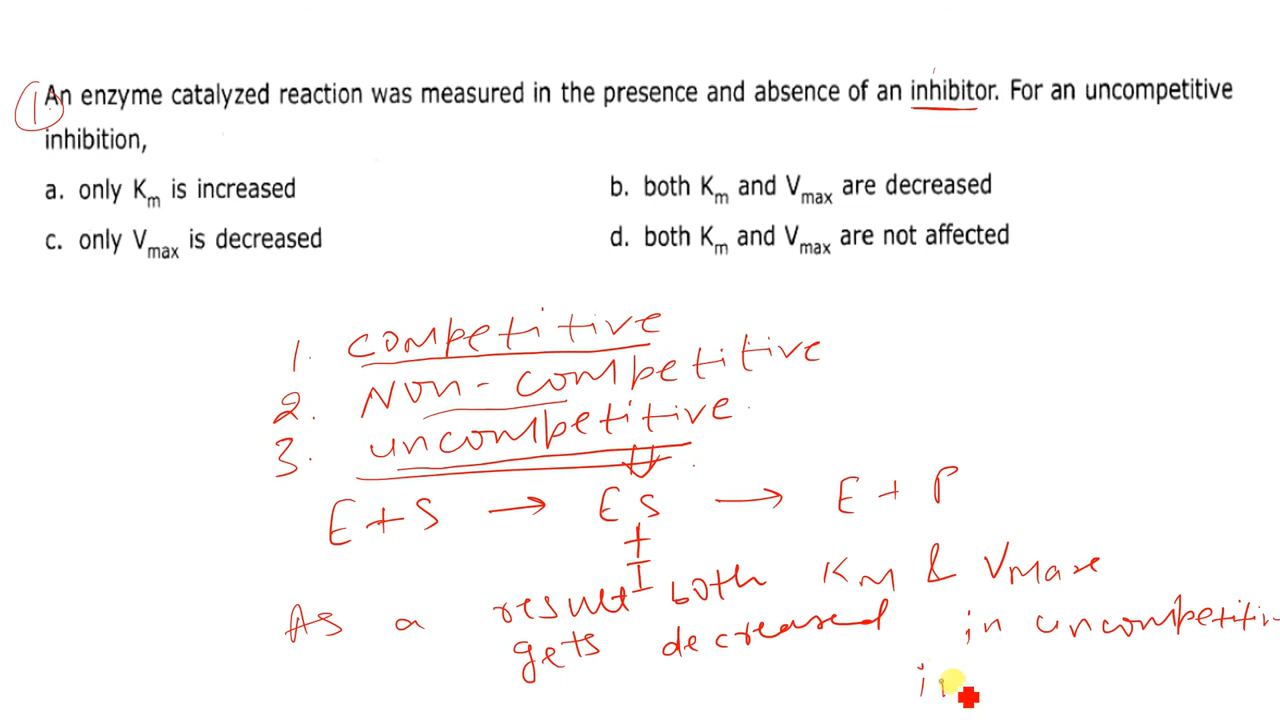 1 An enzyme catalyzed reaction was measured in the presence and absence of an inhibitor. For an uncompetitive
inhibition,
a. only Km is increased
b. both Km and Vmax are decreased
c. only Vmax is decreased
d. both Km and Vmax are not affected
1. competitive
2. Non-competitive
3. uncompetitive
E + S → ES → E + P
+
I
As a result both KM & VMax
gets decreased in uncompetitiv
in